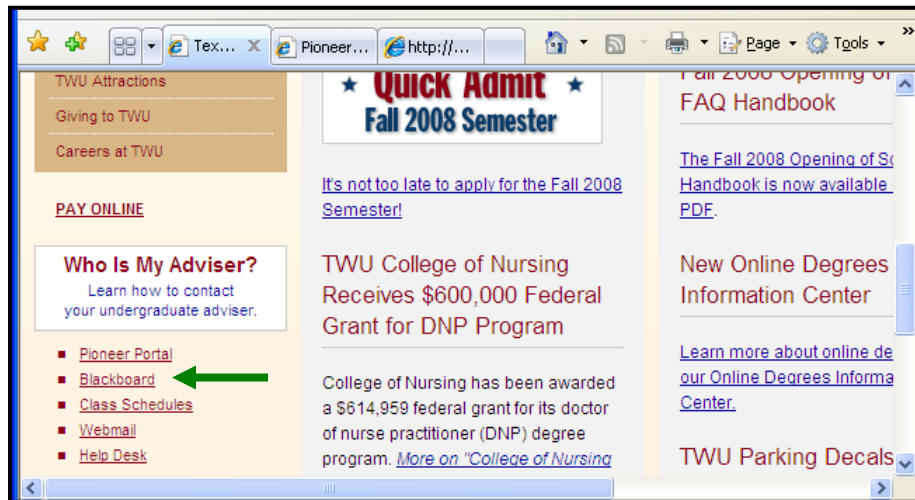 Tex...
Pioneer...
http://...
Page
Tools
»
TWU Attractions
Giving to TWU
Careers at TWU
PAY ONLINE
Who Is My Adviser?
Learn how to contact
your undergraduate adviser.
Pioneer Portal
Blackboard
Class Schedules
Webmail
Help Desk
Quick Admit
Fall 2008 Semester
It's not too late to apply for the Fall 2008
Semester!
TWU College of Nursing
Receives $600,000 Federal
Grant for DNP Program
College of Nursing has been awarded
a $614,959 federal grant for its doctor
of nurse practitioner (DNP) degree
program. More on "College of Nursing
Fall 2008 Opening of
FAQ Handbook
The Fall 2008 Opening of Sc
Handbook is now available
PDF.
New Online Degrees
Information Center
Learn more about online de
our Online Degrees Informa
Center.
TWU Parking Decals